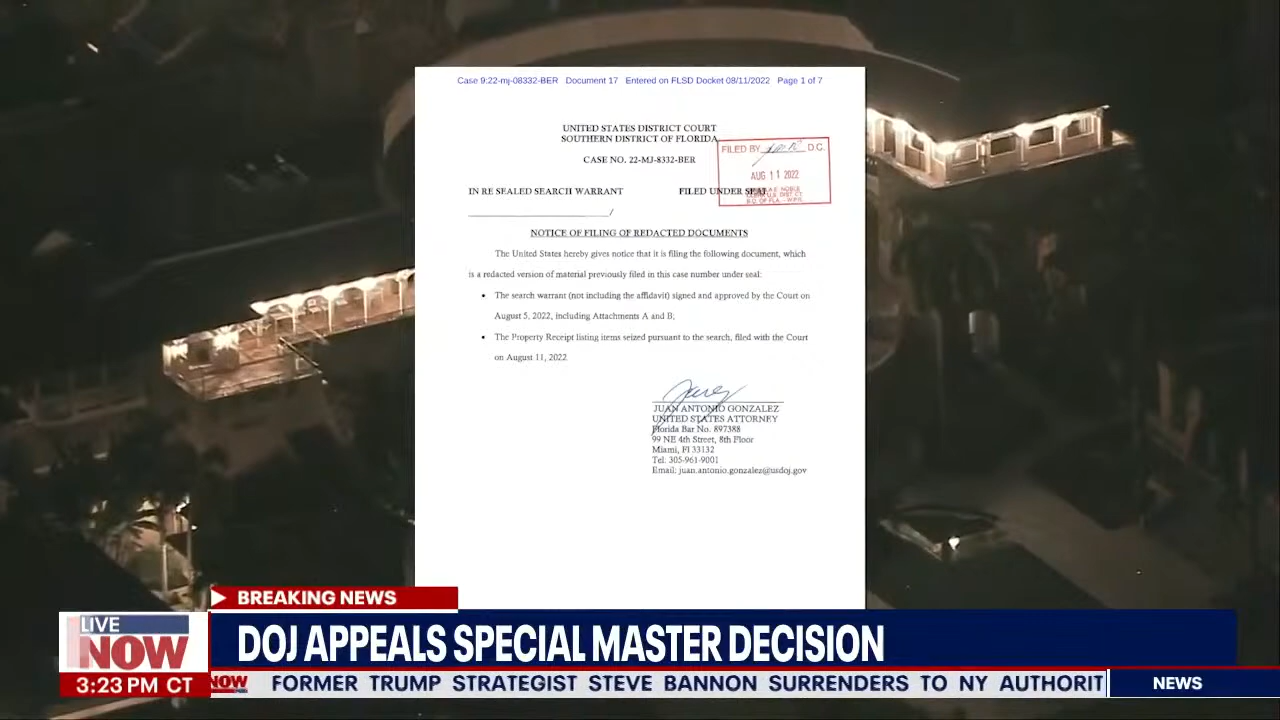 Case 9:22-mj-08332-BER Document 17 Entered on FLSD Docket 08/11/2022 Page 1 of 7
UNITED STATES DISTRICT COURT
SOUTHERN DISTRICT OF FLORIDA
CASE NO. 22-MJ-8332-BER
FILED BY D.C.
AUG 11 2022
IN RE SEALED SEARCH WARRANT
FILED UNDER SEAL
NOTICE OF FILING OF REDACTED DOCUMENTS
The United States hereby gives notice that it is filing the following document, which
is a redacted version of material previously filed in this case number under seal:
• The search warrant (not including the affidavit) signed and approved by the Court on
August 5, 2022, including Attachments A and B;
• The Property Receipt listing items seized pursuant to the search, filed with the Court
on August 11, 2022
JUAN ANTONIO GONZALEZ
UNITED STATES ATTORNEY
Florida Bar No. 897388
99 NE 4th Street, 8th Floor
Miami, Fl 33132
Tel: 305-961-9001
Email: juan.antonio.gonzalez@usdoj.gov
BREAKING NEWS
LIVE
NOW
DOJ APPEALS SPECIAL MASTER DECISION
3:23 PM CT
NOW
FORMER TRUMP STRATEGIST STEVE BANNON SURRENDERS TO NY AUTHORIT
NEWS